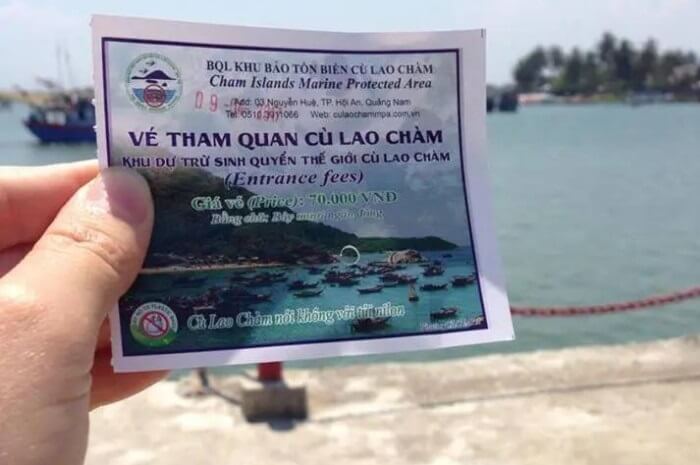 BQL KHU BẢO TỒN BIỂN CÙ LAO CHÀM
Cham Islands Marine Protected Area
Add: 03 Nguyễn Huệ, TP. Hội An, Quảng Nam
Web: culaochammpa.com.vn
09
VÉ THAM QUAN CÙ LAO CHÀM
KHU DỰ TRỮ SINH QUYỂN THẾ GIỚI CÙ LAO CHÀM
(Entrance fees)
Giá vé (Price): 70.000 VNĐ
Bằng chữ: Bảy mươi ngàn đồng
Cù Lao Chàm nói không với túi nilon